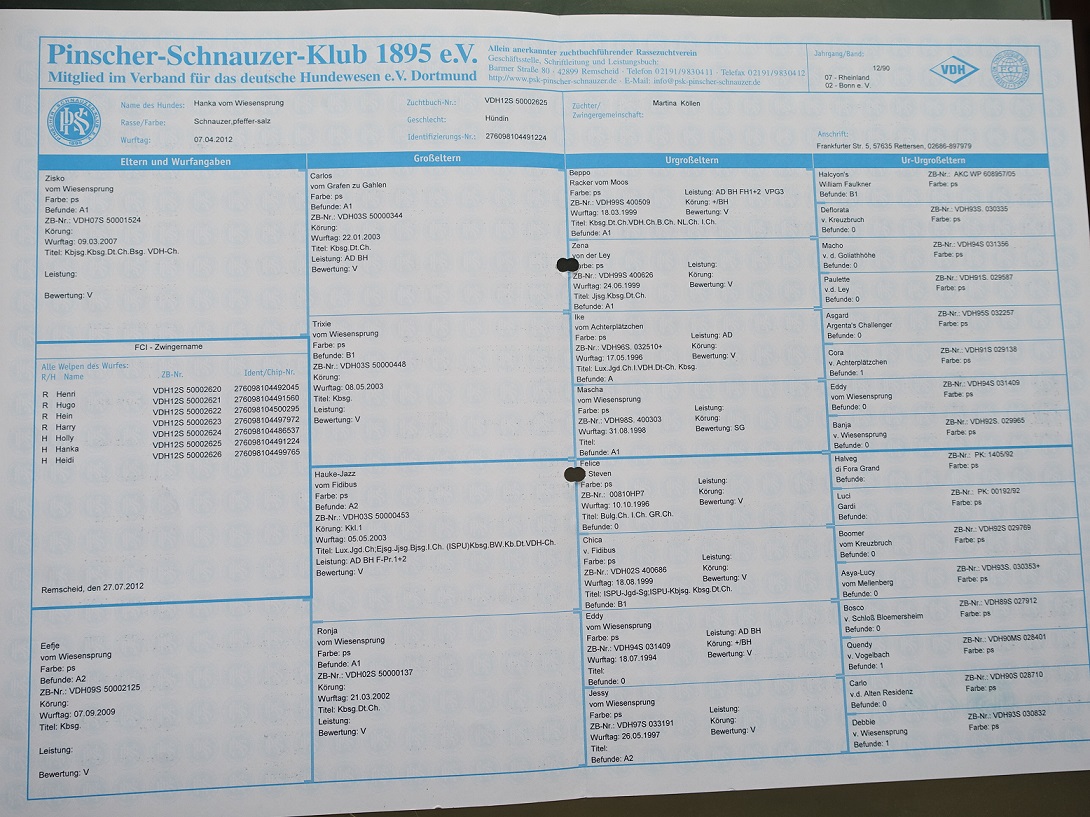 Pinscher-Schnauzer-Klub 1895 e.V.
Mitglied im Verband für das deutsche Hundewesen e.V. Dortmund
Allein anerkannter zuchtbuchführender Rassezuchtverein
Geschäftsstelle, Schriftleitung und Leistungsbuch:
Barmer Straße 80 · 42899 Remscheid · Telefon 02191/9830411 · Telefax 02191/9830412
http://www.psk-pinscher-schnauzer.de · E-Mail: info@psk-pinscher-schnauzer.de
Jahrgang/Band:
12/90
07 - Rheinland
02 - Bonn e. V.
VDH
FCI
PSK
1895
Name des Hundes: Hanka vom Wiesensprung
Rasse/Farbe: Schnauzer,pfeffer-salz
Wurftag: 07.04.2012
Zuchtbuch-Nr.: VDH12S 50002625
Geschlecht: Hündin
Identifizierungs-Nr.: 276098104491224
Züchter/ Martina Köllen
Zwingergemeinschaft:
Anschrift:
Frankfurter Str. 5, 57635 Rettersen, 02686-897979
Eltern und Wurfangaben
Zisko
vom Wiesensprung
Farbe: ps
Befunde: A1
ZB-Nr.: VDH07S 50001524
Körung:
Wurftag: 09.03.2007
Titel: Kbjsg.Kbsg.Dt.Ch.Bsg. VDH-Ch.
Leistung:
Bewertung: V
FCI - Zwingername
Alle Welpen des Wurfes:
R/H Name ZB-Nr. Ident/Chip-Nr.
R Henri VDH12S 50002620 276098104492045
R Hugo VDH12S 50002621 276098104491560
R Hein VDH12S 50002622 276098104500295
R Harry VDH12S 50002623 276098104497972
H Holly VDH12S 50002624 276098104486537
H Hanka VDH12S 50002625 276098104491224
H Heidi VDH12S 50002626 276098104499765
Remscheid, den 27.07.2012
Eefje
vom Wiesensprung
Farbe: ps
Befunde: A2
ZB-Nr.: VDH09S 50002125
Körung:
Wurftag: 07.09.2009
Titel: Kbsg.
Leistung:
Bewertung: V
Großeltern
Carlos
vom Grafen zu Gahlen
Farbe: ps
Befunde: A1
ZB-Nr.: VDH03S 50000344
Körung:
Wurftag: 22.01.2003
Titel: Kbsg.Dt.Ch.
Leistung: AD BH
Bewertung: V
Trixie
vom Wiesensprung
Farbe: ps
Befunde: B1
ZB-Nr.: VDH03S 50000448
Körung:
Wurftag: 08.05.2003
Titel: Kbsg.
Leistung:
Bewertung: V
Hauke-Jazz
vom Fidibus
Farbe: ps
Befunde: A2
ZB-Nr.: VDH03S 50000453
Körung: Kkl.1
Wurftag: 05.05.2003
Titel: Lux.Jgd.Ch;Ejsg.Jjsg.Bjsg.I.Ch. (ISPU)Kbsg.BW.Kb.Dt.VDH-Ch.
Leistung: AD BH F-Pr.1+2
Bewertung: V
Ronja
vom Wiesensprung
Farbe: ps
Befunde: A1
ZB-Nr.: VDH02S 50000137
Körung:
Wurftag: 21.03.2002
Titel: Kbsg.Dt.Ch.
Leistung:
Bewertung: V
Urgroßeltern
Beppo
Racker vom Moos
Farbe: ps Leistung: AD BH FH1+2 VPG3
ZB-Nr.: VDH99S 400509 Körung: +/BH
Wurftag: 18.03.1999 Bewertung: V
Titel: Kbsg.Dt.Ch.VDH.Ch.B.Ch. NL.Ch. I.Ch.
Befunde: A1
Zena
von der Ley
arbe: ps Leistung:
ZB-Nr.: VDH99S 400626 Körung:
Wurftag: 24.06.1999 Bewertung: V
Titel: Jjsg.Kbsg.Dt.Ch.
Befunde: A1
Ike
vom Achterplätzchen
Farbe: ps Leistung: AD
ZB-Nr.: VDH96S. 032510+ Körung:
Wurftag: 17.05.1996 Bewertung: V
Titel: Lux.Jgd.Ch.I.VDH.Dt-Ch. Kbsg.
Befunde: A
Mascha
vom Wiesensprung
Farbe: ps Leistung:
ZB-Nr.: VDH98S. 400303 Körung:
Wurftag: 31.08.1998 Bewertung: SG
Titel:
Befunde: A1
Felice
Steven
Farbe: ps Leistung:
ZB-Nr.: 00810HP7 Körung:
Wurftag: 10.10.1996 Bewertung: V
Titel: Bulg.Ch. I.Ch. GR.Ch.
Befunde: 0
Chica
v. Fidibus
Farbe: ps Leistung:
ZB-Nr.: VDH02S 400686 Körung:
Wurftag: 18.08.1999 Bewertung: V
Titel: ISPU-Jgd-Sg;ISPU-Kbjsg. Kbsg.Dt.Ch.
Befunde: B1
Eddy
vom Wiesensprung
Farbe: ps Leistung: AD BH
ZB-Nr.: VDH94S 031409 Körung: +/BH
Wurftag: 18.07.1994 Bewertung: V
Titel:
Befunde: 0
Jessy
vom Wiesensprung
Farbe: ps Leistung:
ZB-Nr.: VDH97S 033191 Körung:
Wurftag: 26.05.1997 Bewertung: V
Titel:
Befunde: A2
Ur-Urgroßeltern
Halcyon's ZB-Nr.: AKC WP 608957/05
William Faulkner Farbe: ps
Befunde: B1
Deflorata ZB-Nr.: VDH93S. 030335
v. Kreuzbruch Farbe: ps
Befunde: 0
Macho ZB-Nr.: VDH94S 031356
v. d. Goliathhöhe Farbe: ps
Befunde: 0
Paulette ZB-Nr.: VDH91S. 029587
v.d. Ley Farbe: ps
Befunde: 0
Asgard ZB-Nr.: VDH95S 032257
Argenta's Challenger Farbe: ps
Befunde: 0
Cora ZB-Nr.: VDH91S 029138
v. Achterplätzchen Farbe: ps
Befunde: 1
Eddy ZB-Nr.: VDH94S 031409
vom Wiesensprung Farbe: ps
Befunde: 0
Banja ZB-Nr.: VDH92S. 029965
v. Wiesensprung Farbe: ps
Befunde: 0
Halveg ZB-Nr.: PK: 1405/92
di Fora Grand Farbe: ps
Befunde:
Luci ZB-Nr.: PK: 00192/92
Gardi Farbe: ps
Befunde:
Boomer ZB-Nr.: VDH92S 029769
vom Kreuzbruch Farbe: ps
Befunde: 0
Asya-Lucy ZB-Nr.: VDH93S. 030353+
vom Mellenberg Farbe: ps
Befunde: 0
Bosco ZB-Nr.: VDH89S 027912
v. Schloß Bloemersheim Farbe: ps
Befunde: 0
Quendy ZB-Nr.: VDH90MS 028401
v. Vogelbach Farbe: ps
Befunde: 1
Carlo ZB-Nr.: VDH90S 028710
v.d. Alten Residenz Farbe: ps
Befunde: 0
Debbie ZB-Nr.: VDH93S 030832
v. Wiesensprung Farbe: ps
Befunde: 1